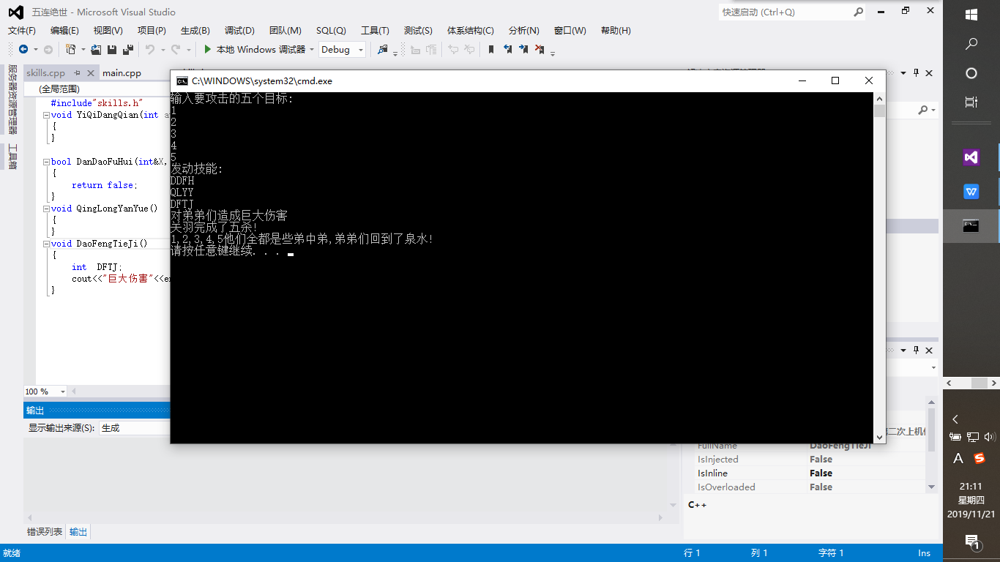 五连绝世 - Microsoft Visual Studio
快速启动 (Ctrl+Q)
文件(F) 编辑(E) 视图(V) 项目(P) 生成(B) 调试(D) 团队(M) SQL(Q) 工具(T) 测试(S) 体系结构(C) 分析(N) 窗口(W) 帮助(H)
本地 Windows 调试器 Debug
服务器资源管理器
工具箱
skills.cpp main.cpp
(全局范围)
#include"skills.h"
void YiQiDangQian(int
{
}
bool DanDaoFuHui(int&X,
{
return false;
}
void QingLongYanYue()
{
}
void DaoFengTieJi()
{
int DFTJ;
cout<<"巨大伤害"<<
}
100 %
C:\WINDOWS\system32\cmd.exe
输入要攻击的五个目标:
1
2
3
4
5
发动技能:
DDFH
QLYY
DFTJ
对弟弟们造成巨大伤害
关羽完成了五杀!
1,2,3,4,5他们全都是些弟中弟,弟弟们回到了泉水!
请按任意键继续. . .
输出
显示输出来源(S): 生成
错误列表 输出
第二次上机
FullName DaoFengTieJi
IsInjected False
IsInline False
IsOverloaded False
C++
就绪 行 1 列 1 字符 1 Ins
A
21:11
星期四
2019/11/21
1